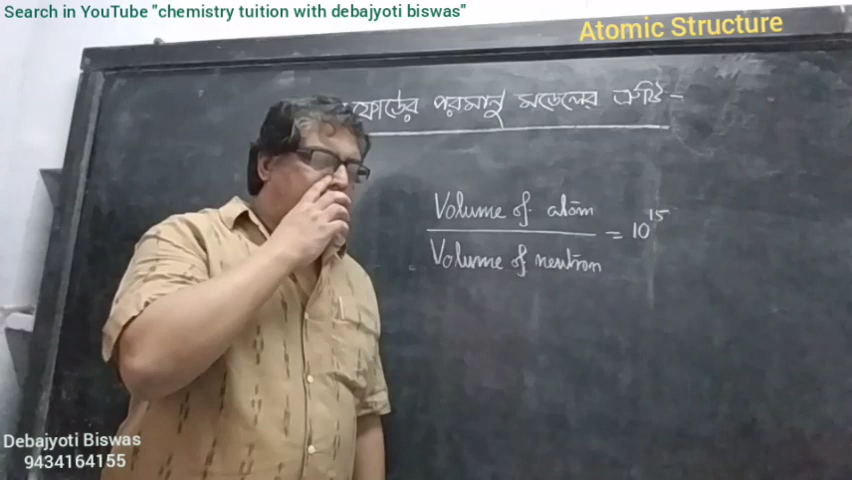 Search in YouTube "chemistry tuition with debajyoti biswas"
Atomic Structure
ফোর্ডের পরমানু মডেলের ত্রুটি -
Volume of atom
Volume of neutron
= 10^15
Debajyoti Biswas
9434164155